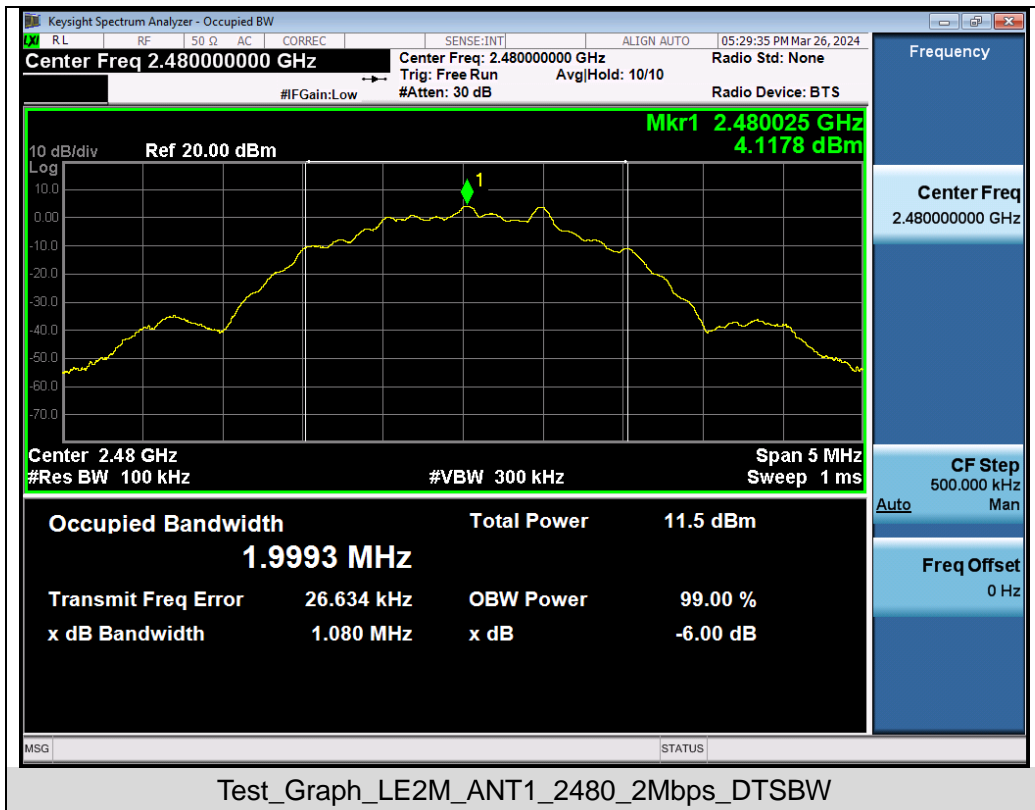 Keysight Spectrum Analyzer - Occupied BW
LXI RL RF 50 Ω AC CORREC SENSE:INT ALIGN AUTO 05:29:35 PM Mar 26, 2024
Center Freq 2.480000000 GHz
Center Freq: 2.480000000 GHz
Radio Std: None
Trig: Free Run Avg|Hold: 10/10
#IFGain:Low #Atten: 30 dB Radio Device: BTS
Frequency
Mkr1 2.480025 GHz
4.1178 dBm
10 dB/div Ref 20.00 dBm
Log
10.0
1
0.00
-10.0
-20.0
-30.0
-40.0
-50.0
-60.0
-70.0
Center 2.48 GHz Span 5 MHz
#Res BW 100 kHz #VBW 300 kHz Sweep 1 ms
Center Freq
2.480000000 GHz
CF Step
500.000 kHz
Auto Man
Freq Offset
0 Hz
Occupied Bandwidth Total Power 11.5 dBm
1.9993 MHz
Transmit Freq Error 26.634 kHz OBW Power 99.00 %
x dB Bandwidth 1.080 MHz x dB -6.00 dB
MSG STATUS
Test_Graph_LE2M_ANT1_2480_2Mbps_DTSBW